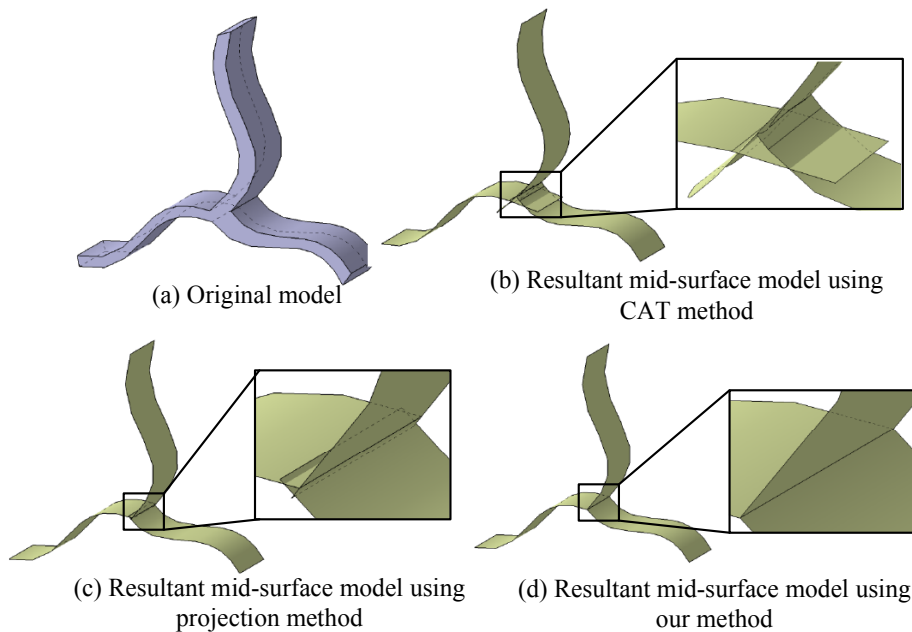 (a) Original model
(b) Resultant mid-surface model using
CAT method
(c) Resultant mid-surface model using
projection method
(d) Resultant mid-surface model using
our method